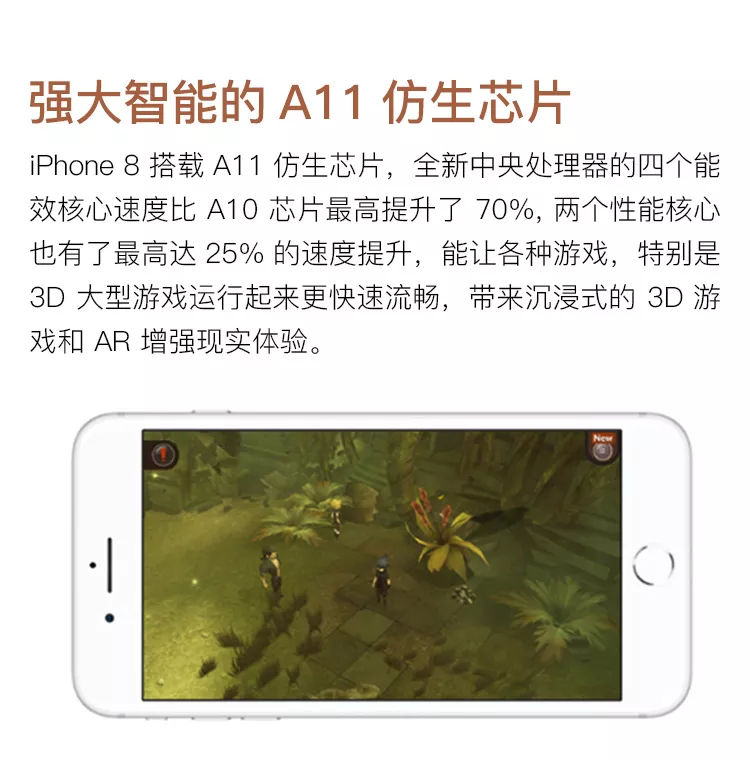 强大智能的 A11 仿生芯片
iPhone 8 搭载 A11 仿生芯片，全新中央处理器的四个能
效核心速度比 A10 芯片最高提升了 70%, 两个性能核心
也有了最高达 25% 的速度提升，能让各种游戏，特别是
3D 大型游戏运行起来更快速流畅，带来沉浸式的 3D 游
戏和 AR 增强现实体验。
New